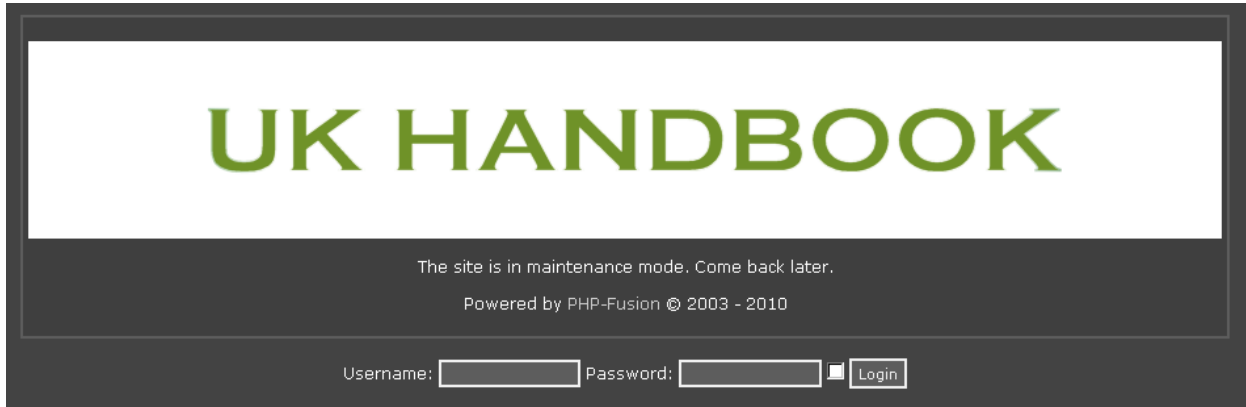 UK HANDBOOK
The site is in maintenance mode. Come back later.
Powered by PHP-Fusion © 2003 - 2010
Username: Password: Login